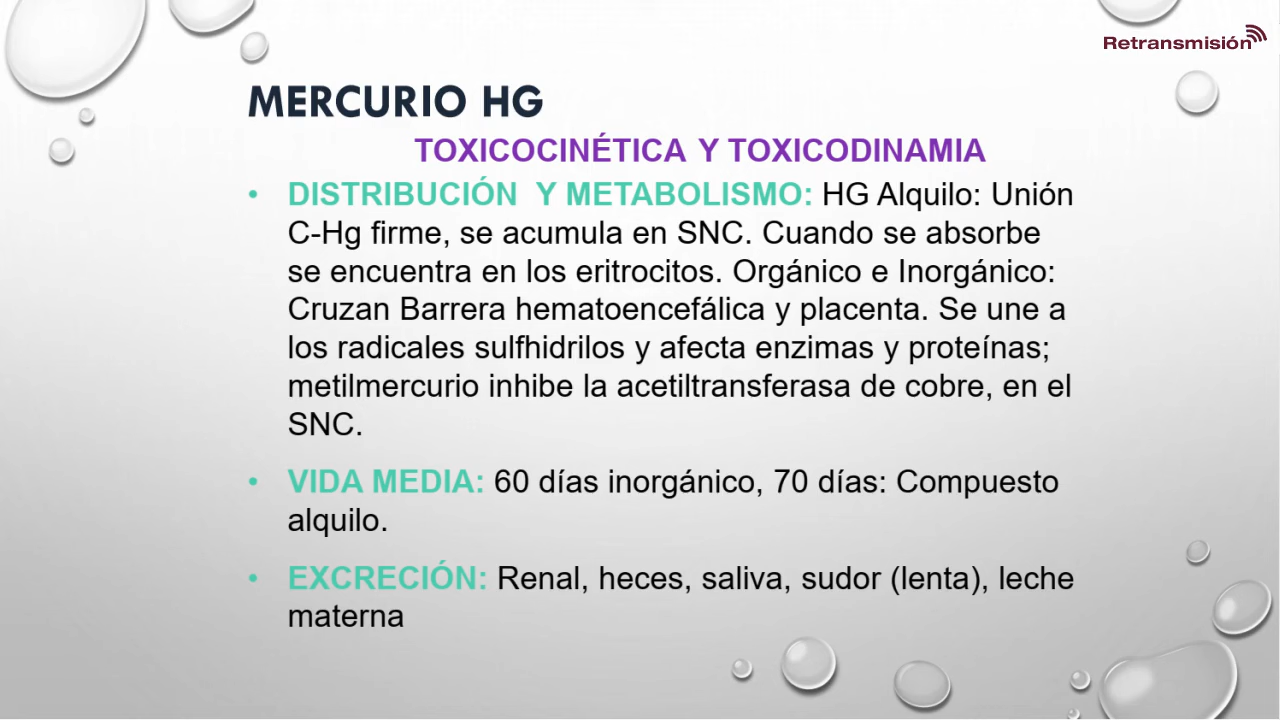 Retransmisión
MERCURIO HG
TOXICOCINÉTICA Y TOXICODINAMIA
• DISTRIBUCIÓN Y METABOLISMO: HG Alquilo: Unión
C-Hg firme, se acumula en SNC. Cuando se absorbe
se encuentra en los eritrocitos. Orgánico e Inorgánico:
Cruzan Barrera hematoencefálica y placenta. Se une a
los radicales sulfhidrilos y afecta enzimas y proteínas;
metilmercurio inhibe la acetiltransferasa de cobre, en el
SNC.
• VIDA MEDIA: 60 días inorgánico, 70 días: Compuesto
alquilo.
• EXCRECIÓN: Renal, heces, saliva, sudor (lenta), leche
materna